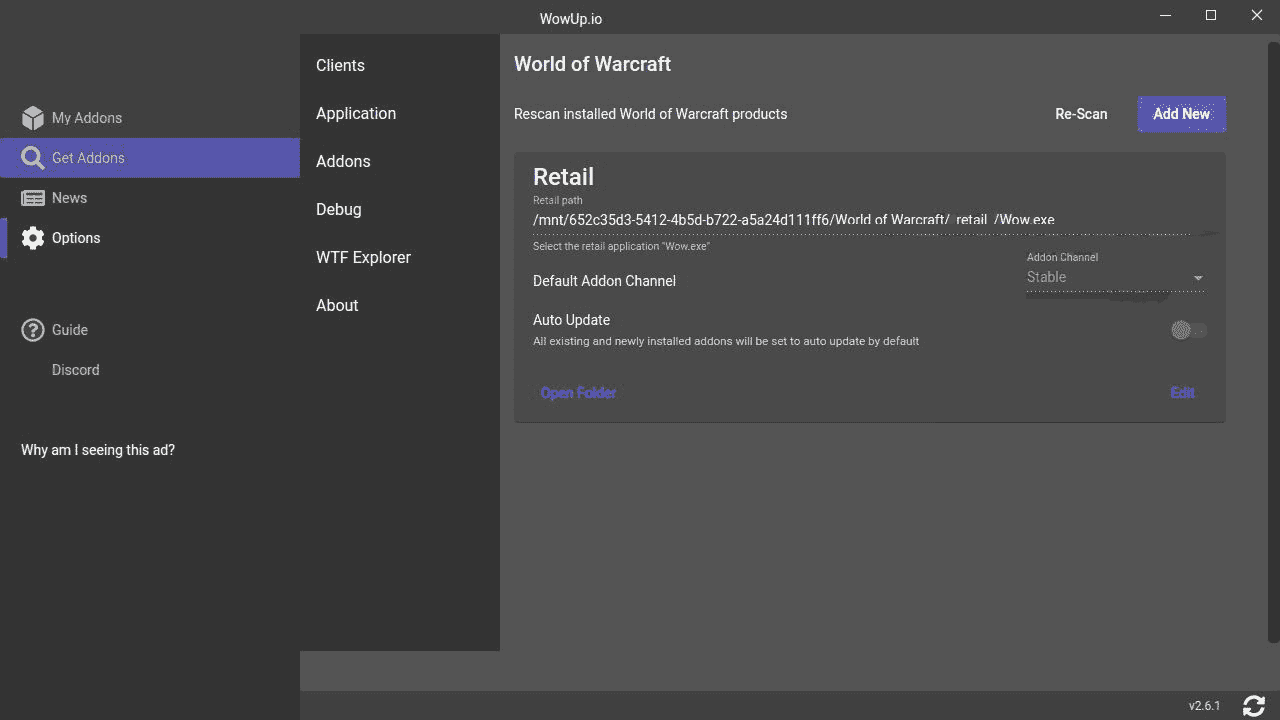 WowUp.io
My Addons
Get Addons
News
Options
Guide
Discord
Why am I seeing this ad?
Clients
Application
Addons
Debug
WTF Explorer
About
World of Warcraft
Rescan installed World of Warcraft products
Re-Scan
Add New
Retail
Retail path
/mnt/652c35d3-5412-4b5d-b722-a5a24d111ff6/World of Warcraft/_retail_/Wow.exe
Select the retail application "Wow.exe"
Default Addon Channel
Addon Channel
Stable
Auto Update
All existing and newly installed addons will be set to auto update by default
Open Folder
Edit
v2.6.1